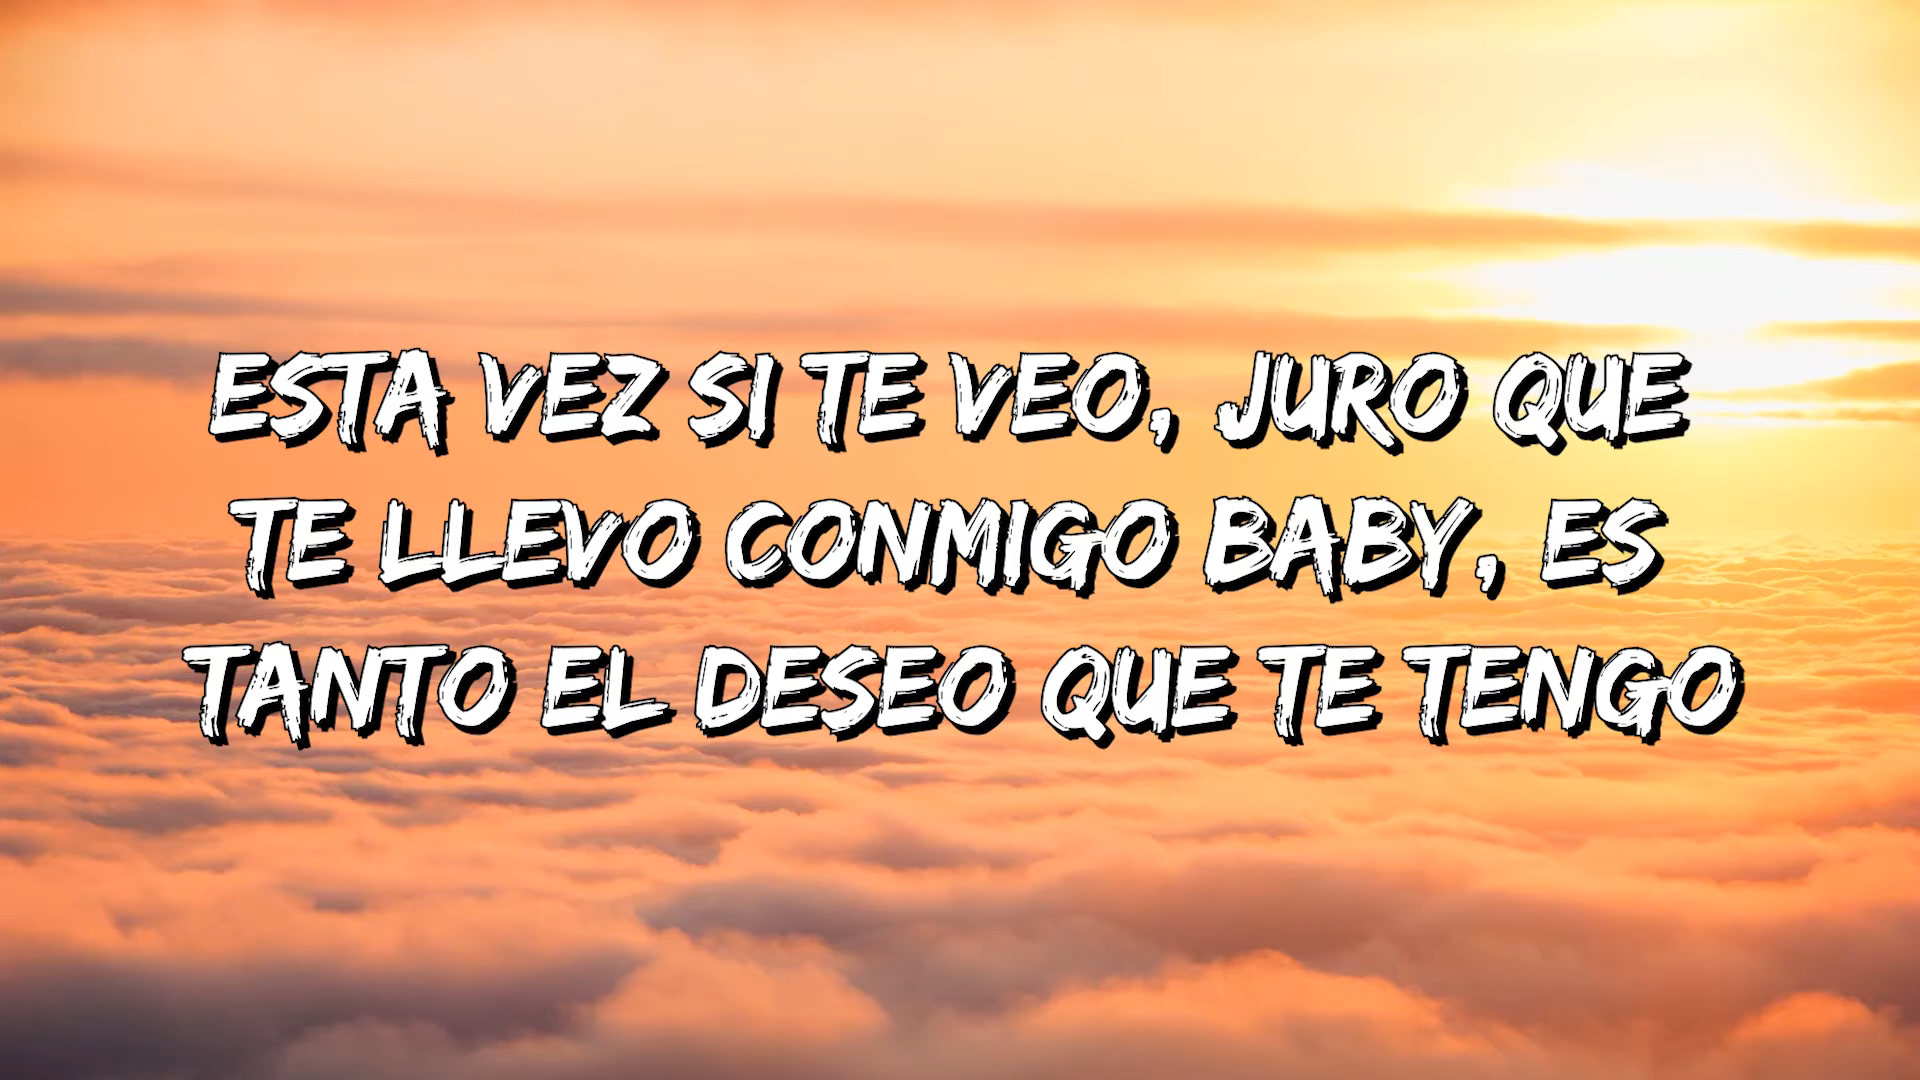 ESTA VEZ SI TE VEO, JURO QUE
TE LLEVO CONMIGO BABY, ES
TANTO EL DESEO QUE TE TENGO